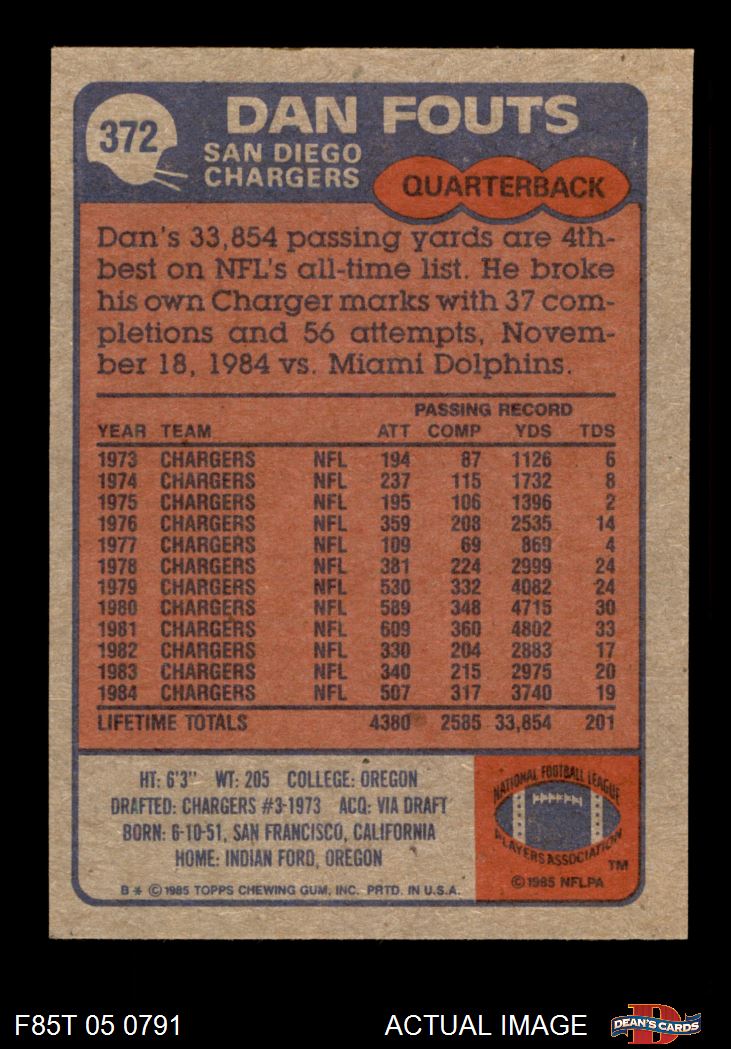 372
DAN FOUTS
SAN DIEGO
CHARGERS
QUARTERBACK
Dan's 33,854 passing yards are 4th-
best on NFL's all-time list. He broke
his own Charger marks with 37 com-
pletions and 56 attempts, Novem-
ber 18, 1984 vs. Miami Dolphins.
PASSING RECORD
YEAR TEAM ATT COMP YDS TDS
1973 CHARGERS NFL 194 87 1126 6
1974 CHARGERS NFL 237 115 1732 8
1975 CHARGERS NFL 195 106 1396 2
1976 CHARGERS NFL 359 208 2535 14
1977 CHARGERS NFL 109 69 869 4
1978 CHARGERS NFL 381 224 2999 24
1979 CHARGERS NFL 530 332 4082 24
1980 CHARGERS NFL 589 348 4715 30
1981 CHARGERS NFL 609 360 4802 33
1982 CHARGERS NFL 330 204 2883 17
1983 CHARGERS NFL 340 215 2975 20
1984 CHARGERS NFL 507 317 3740 19
LIFETIME TOTALS 4380 2585 33,854 201
HT: 6'3" WT: 205 COLLEGE: OREGON
DRAFTED: CHARGERS #3-1973 ACQ: VIA DRAFT
BORN: 6-10-51, SAN FRANCISCO, CALIFORNIA
HOME: INDIAN FORD, OREGON
B * © 1985 TOPPS CHEWING GUM, INC. PRTD. IN U.S.A.
NATIONAL FOOTBALL LEAGUE
PLAYERS ASSOCIATION
TM
© 1985 NFLPA
F85T 05 0791
ACTUAL IMAGE
DEAN'S CARDS